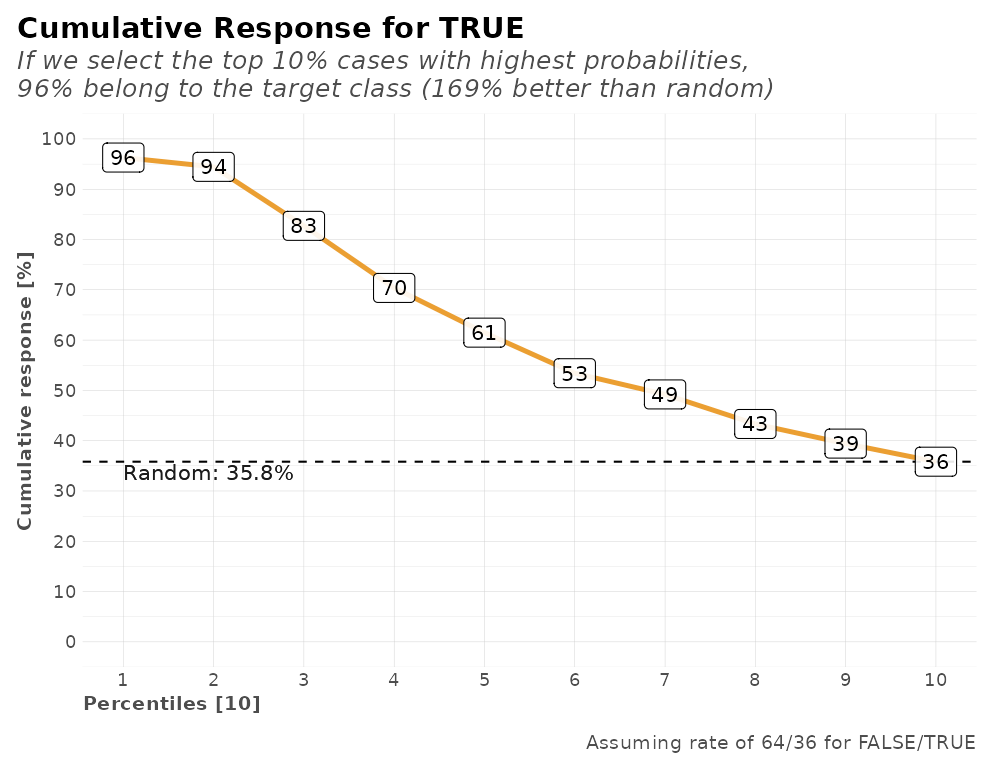 Cumulative Response for TRUE
If we select the top 10% cases with highest probabilities,
96% belong to the target class (169% better than random)
Cumulative response [%]
100
90
80
70
60
50
40
30
20
10
0
96
94
83
70
61
53
49
43
39
36
Random: 35.8%
1 2 3 4 5 6 7 8 9 10
Percentiles [10]
Assuming rate of 64/36 for FALSE/TRUE